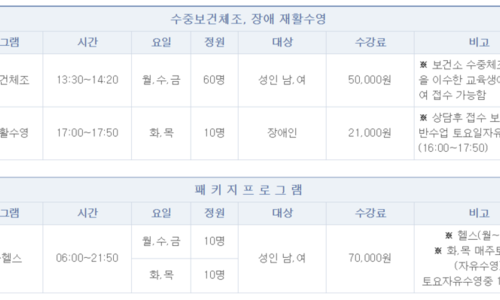 수중보건체조, 장애 재활수영
그램 시간 요일 정원 대상 수강료 비고
건체조 13:30~14:20 월,수,금 60명 성인 남,여 50,000원 ※ 보건소 수중체조
을 이수한 교육생에
여 접수 가능함
활수영 17:00~17:50 화,목 10명 장애인 21,000원 ※ 상담후 접수 보
반수업 토요일자유
(16:00~17:50)
패 키 지 프 로 그 램
그램 시간 요일 정원 대상 수강료 비고
헬스 06:00~21:50 월,수,금 10명 성인 남,여 70,000원 ※ 헬스(월~
화,목 10명 ※ 화,목 매주토
(자유수영)
토요자유수영중 1